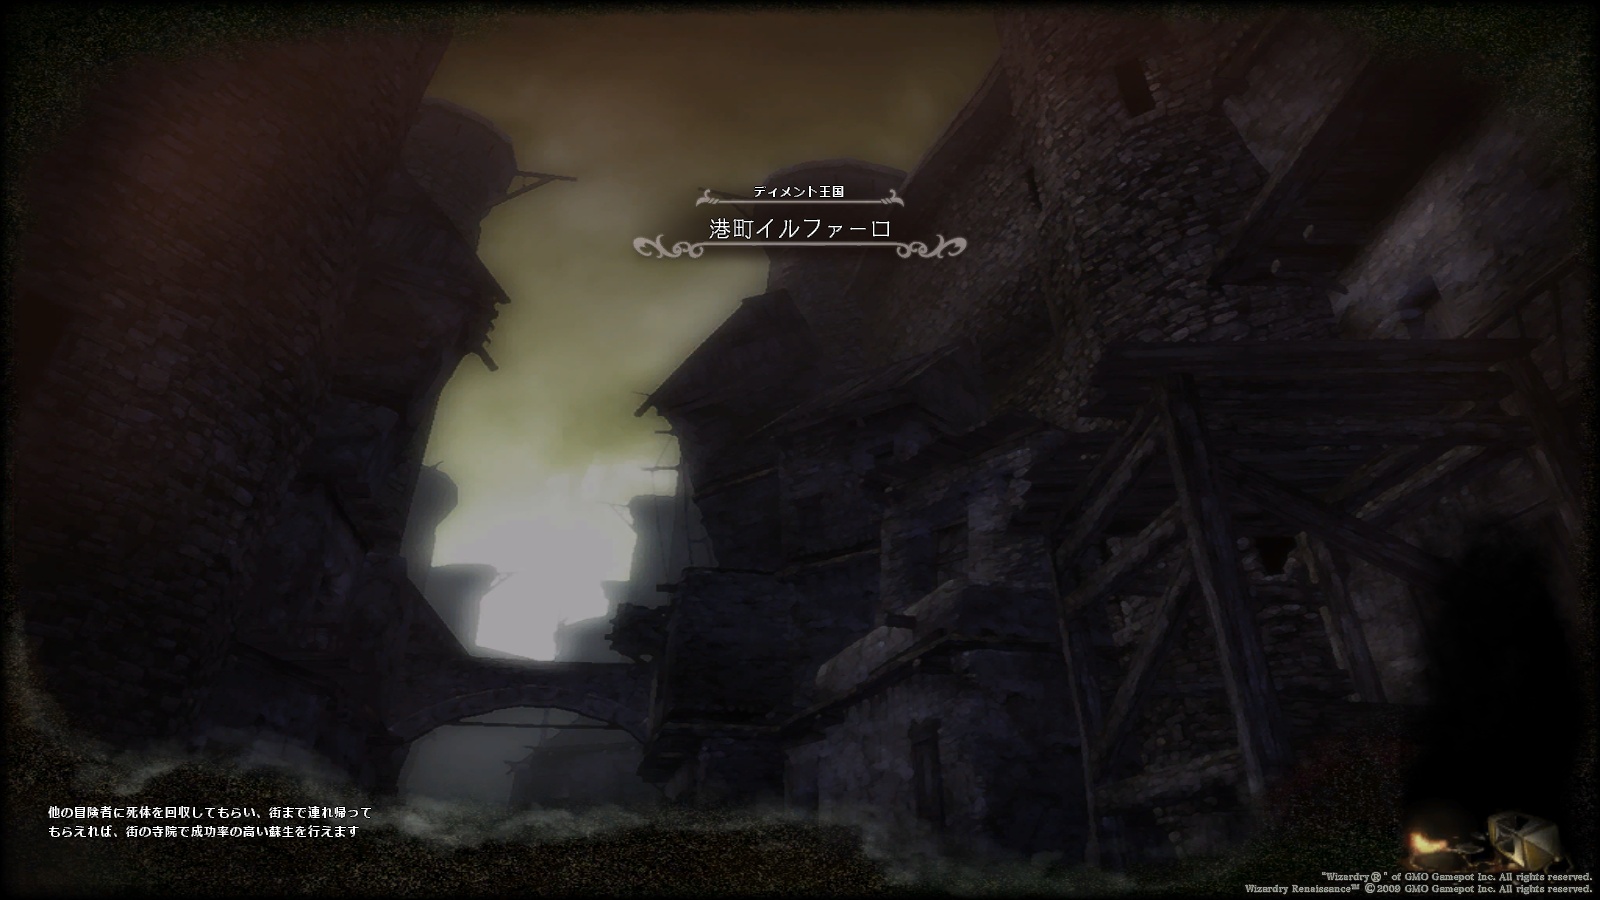 ディメント王国
港町イルファーロ
他の冒険者に死体を回収してもらい、街まで連れ帰って
もらえれば、街の寺院で成功率の高い蘇生を行えます
"Wizardry®" of GMO Gamepot Inc. All rights reserved.
Wizardry Renaissance™ ©2009 GMO Gamepot Inc. All rights reserved.